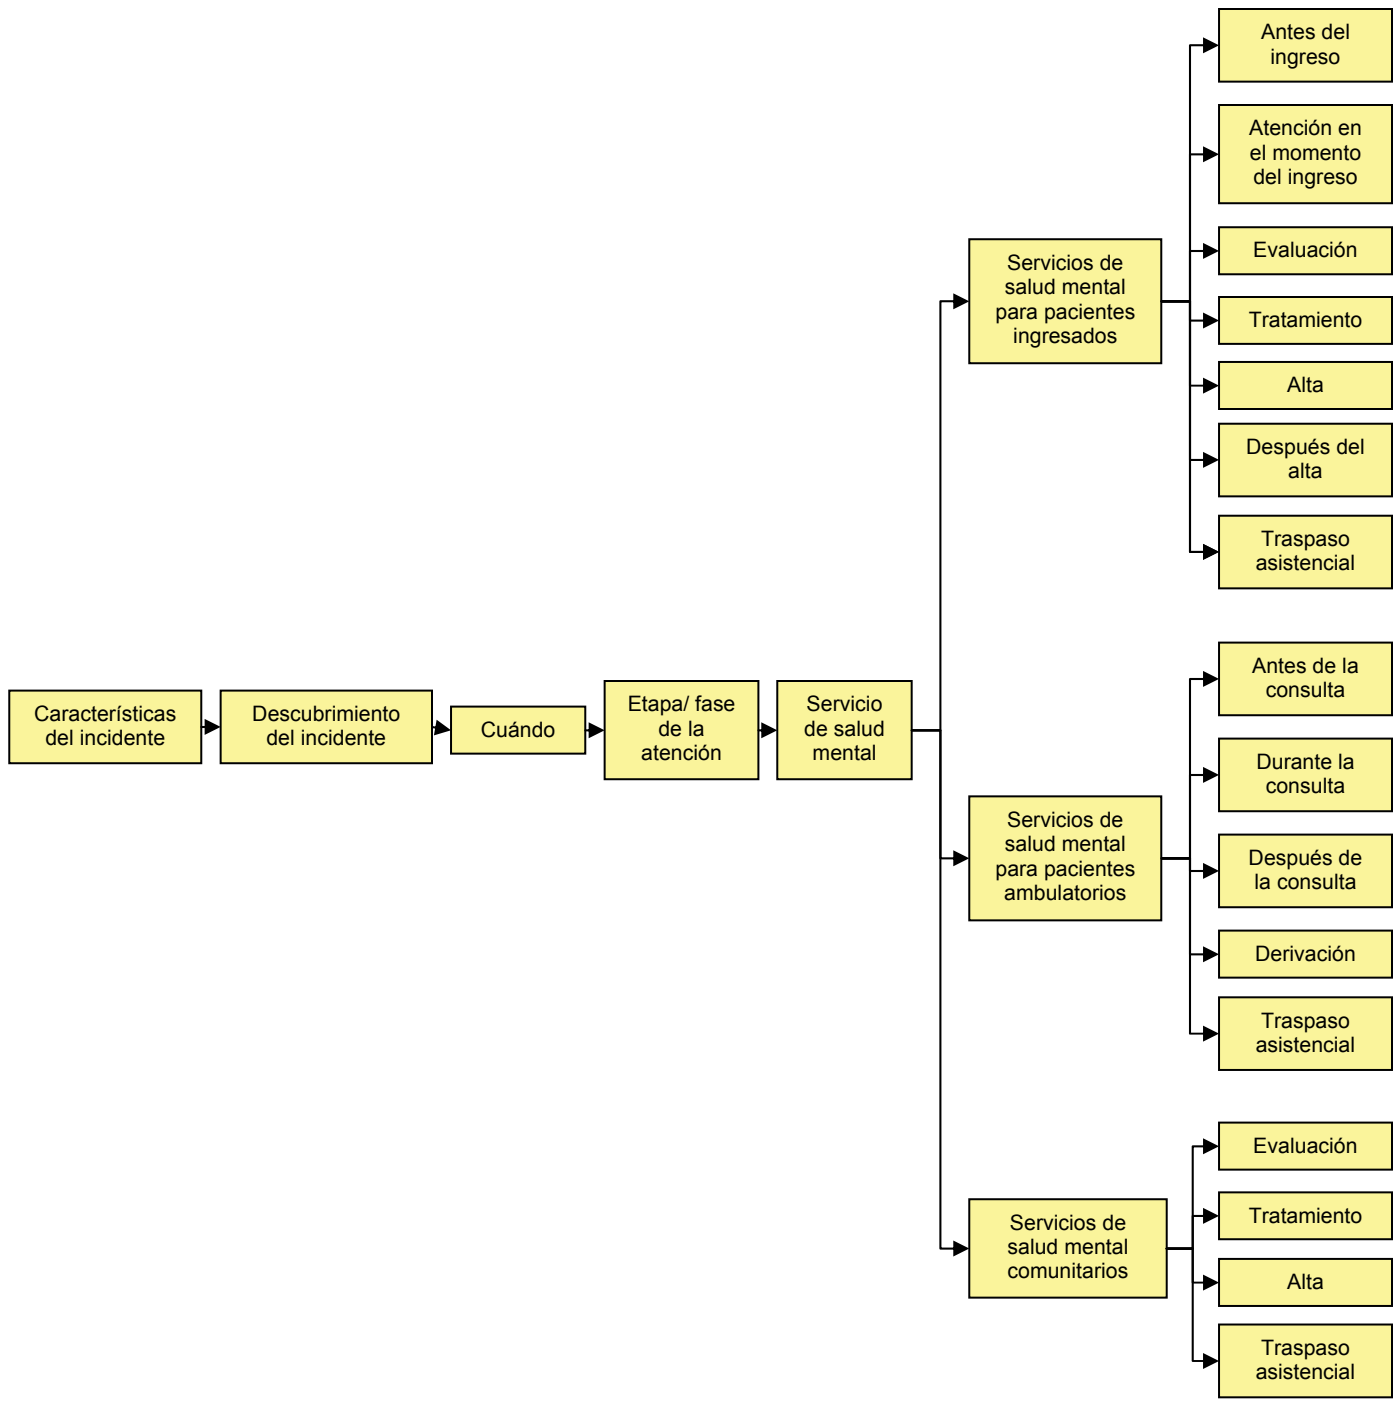 Características
del incidente
Descubrimiento
del incidente
Cuándo
Etapa/ fase
de la
atención
Servicio
de salud
mental
Servicios de
salud mental
para pacientes
ingresados
Antes del
ingreso
Atención en
el momento
del ingreso
Evaluación
Tratamiento
Alta
Después del
alta
Traspaso
asistencial
Servicios de
salud mental
para pacientes
ambulatorios
Antes de la
consulta
Durante la
consulta
Después de
la consulta
Derivación
Traspaso
asistencial
Servicios de
salud mental
comunitarios
Evaluación
Tratamiento
Alta
Traspaso
asistencial